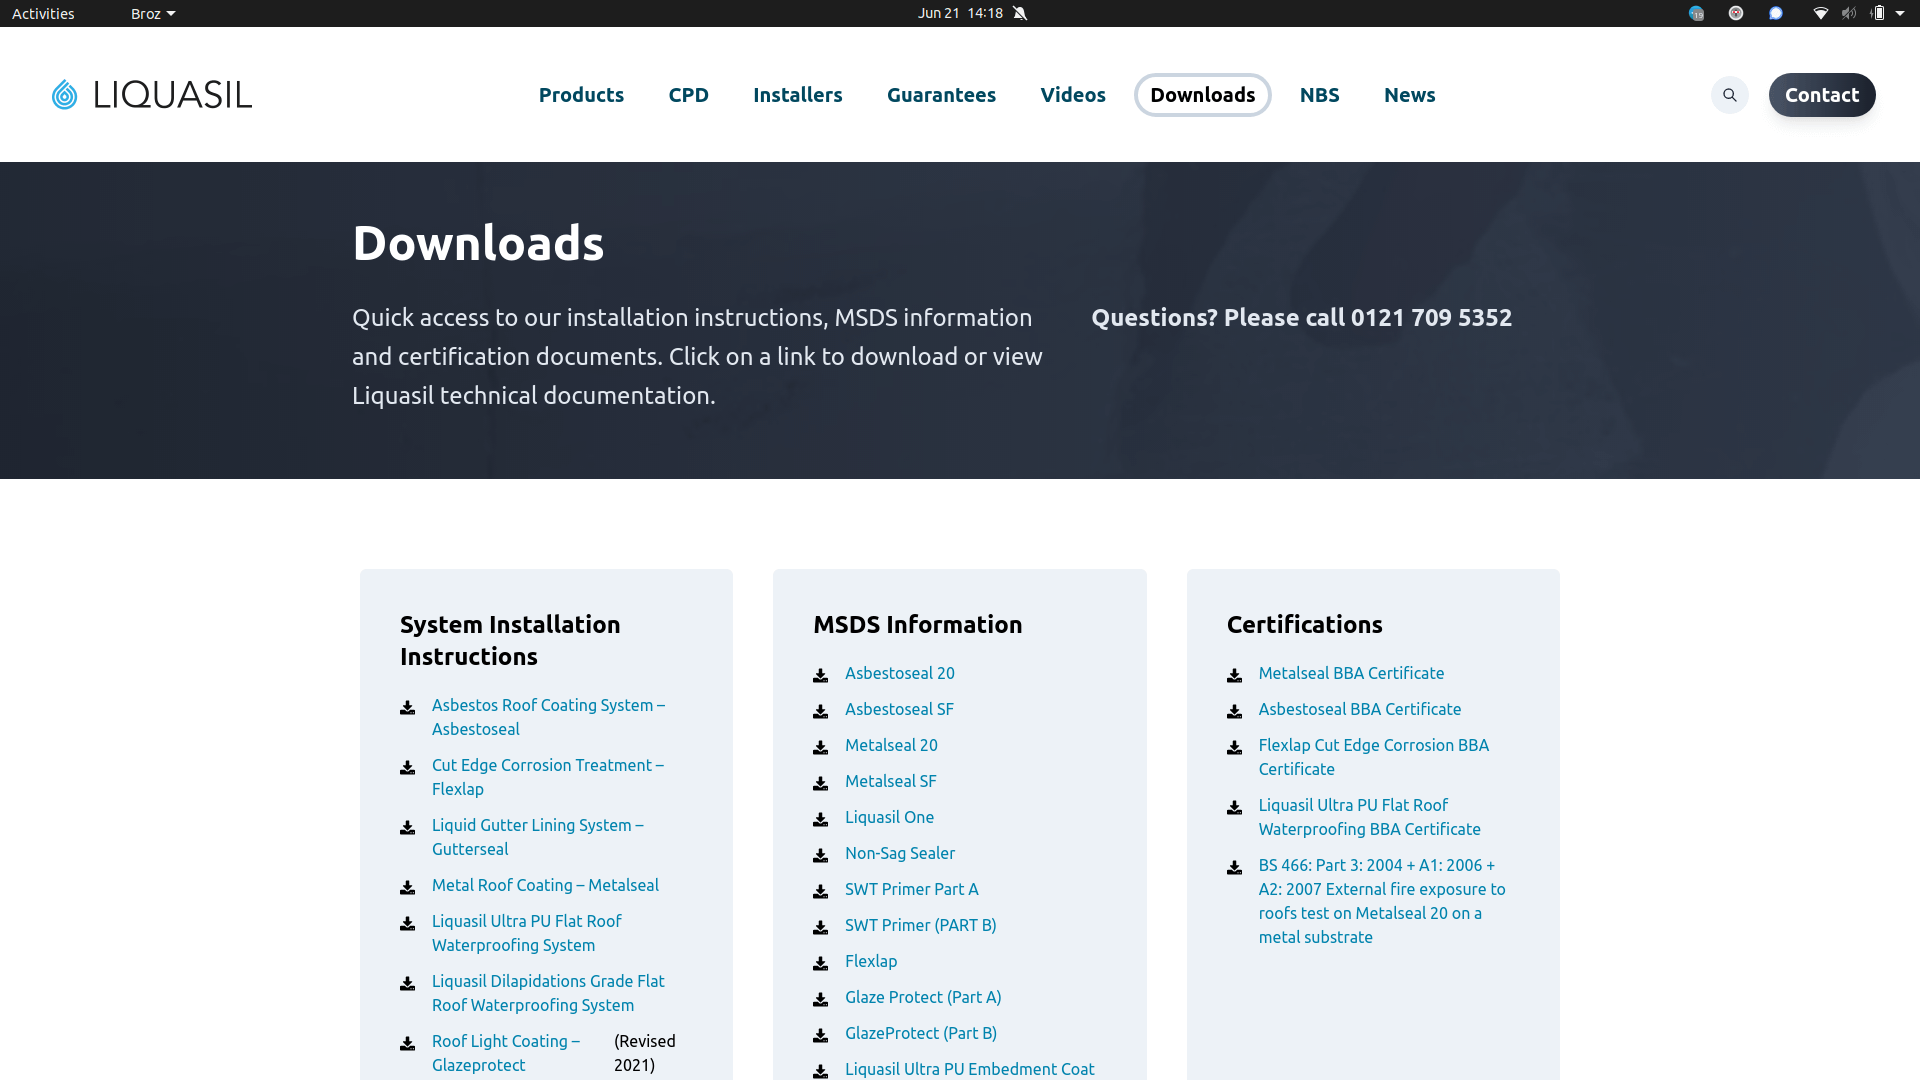 Activities
Broz
Jun 21 14:18
19
LIQUASIL
Products
CPD
Installers
Guarantees
Videos
Downloads
NBS
News
Contact
Downloads
Quick access to our installation instructions, MSDS information
and certification documents. Click on a link to download or view
Liquasil technical documentation.
Questions? Please call 0121 709 5352
System Installation
Instructions
Asbestos Roof Coating System –
Asbestoseal
Cut Edge Corrosion Treatment –
Flexlap
Liquid Gutter Lining System –
Gutterseal
Metal Roof Coating – Metalseal
Liquasil Ultra PU Flat Roof
Waterproofing System
Liquasil Dilapidations Grade Flat
Roof Waterproofing System
Roof Light Coating –
Glazeprotect
(Revised
2021)
MSDS Information
Asbestoseal 20
Asbestoseal SF
Metalseal 20
Metalseal SF
Liquasil One
Non-Sag Sealer
SWT Primer Part A
SWT Primer (PART B)
Flexlap
Glaze Protect (Part A)
GlazeProtect (Part B)
Liquasil Ultra PU Embedment Coat
Certifications
Metalseal BBA Certificate
Asbestoseal BBA Certificate
Flexlap Cut Edge Corrosion BBA
Certificate
Liquasil Ultra PU Flat Roof
Waterproofing BBA Certificate
BS 466: Part 3: 2004 + A1: 2006 +
A2: 2007 External fire exposure to
roofs test on Metalseal 20 on a
metal substrate